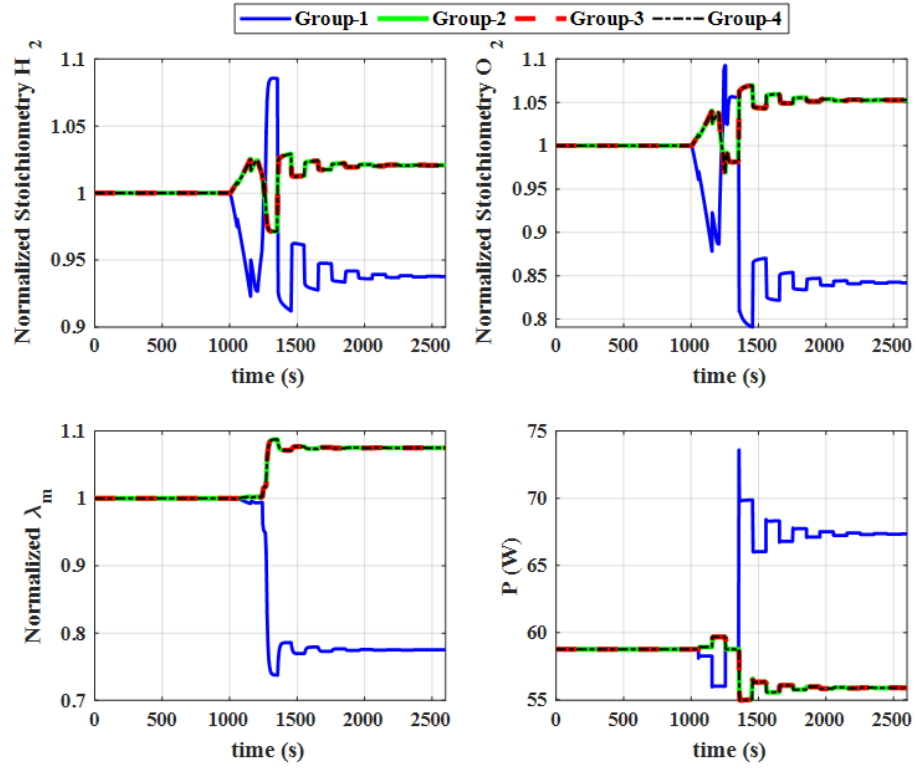 Group-1 Group-2 Group-3 Group-4
Normalized Stoichiometry H2
1.1
1.05
1
0.95
0.9
0 500 1000 1500 2000 2500
time (s)
Normalized Stoichiometry O2
1.1
1.05
1
0.95
0.9
0.85
0.8
0 500 1000 1500 2000 2500
time (s)
Normalized λm
1.1
1
0.9
0.8
0.7
0 500 1000 1500 2000 2500
time (s)
P (W)
75
70
65
60
55
0 500 1000 1500 2000 2500
time (s)